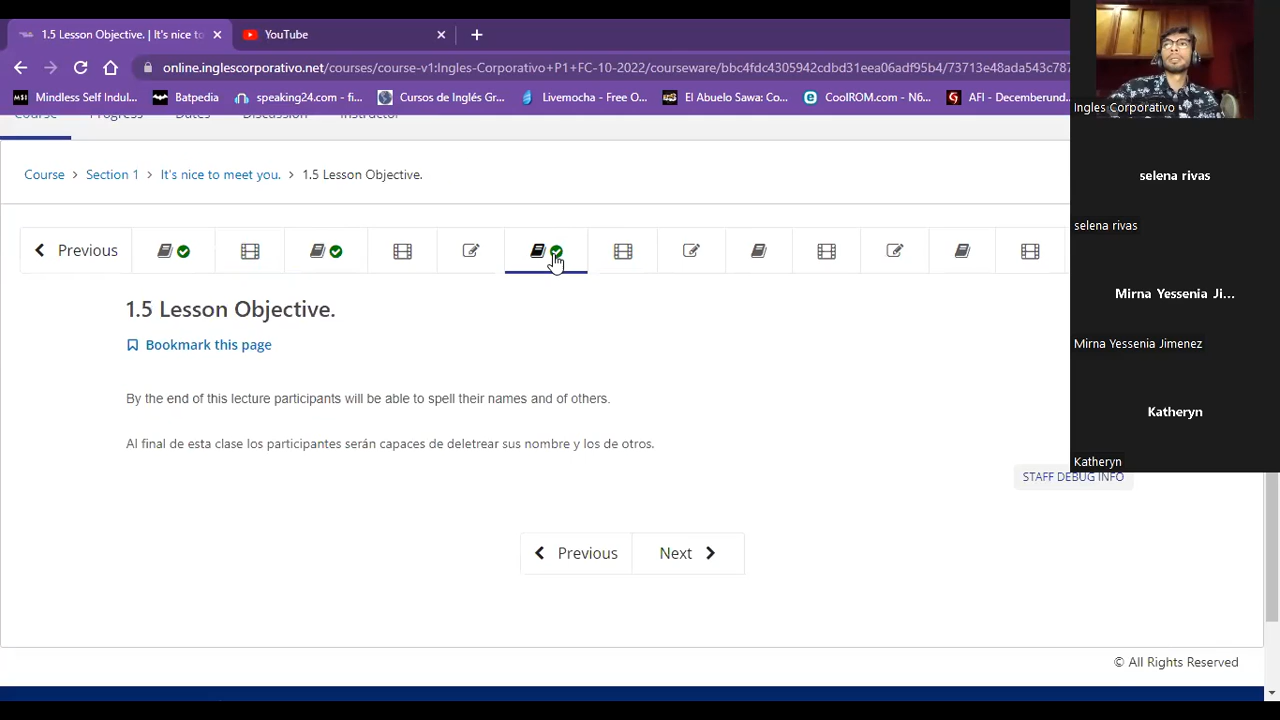 1.5 Lesson Objective. | It's nice to
YouTube
online.inglescorporativo.net/courses/course-v1:Ingles-Corporativo+P1+FC-10-2022/courseware/bbc4fdc4305942cdbd31eea06adf95b4/73713e48ada543c787
Mindless Self Indul...
Batpedia
speaking24.com - fi...
Cursos de Inglés Gr...
Livemocha - Free O...
El Abuelo Sawa: Co...
CoolROM.com - N6...
AFI - Decemberund...
Course
Progress
Dates
Discussion
Instructor
Course > Section 1 > It's nice to meet you. > 1.5 Lesson Objective.
Previous
1.5 Lesson Objective.
Bookmark this page
By the end of this lecture participants will be able to spell their names and of others.
Al final de esta clase los participantes serán capaces de deletrear sus nombre y los de otros.
STAFF DEBUG INFO
Previous
Next
© All Rights Reserved
Ingles Corporativo
selena rivas
selena rivas
Mirna Yessenia Ji...
Mirna Yessenia Jimenez
Katheryn
Katheryn